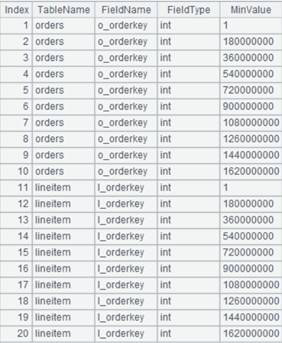 Index TableName FieldName FieldType MinValue
1 orders o_orderkey int 1
2 orders o_orderkey int 180000000
3 orders o_orderkey int 360000000
4 orders o_orderkey int 540000000
5 orders o_orderkey int 720000000
6 orders o_orderkey int 900000000
7 orders o_orderkey int 1080000000
8 orders o_orderkey int 1260000000
9 orders o_orderkey int 1440000000
10 orders o_orderkey int 1620000000
11 lineitem l_orderkey int 1
12 lineitem l_orderkey int 180000000
13 lineitem l_orderkey int 360000000
14 lineitem l_orderkey int 540000000
15 lineitem l_orderkey int 720000000
16 lineitem l_orderkey int 900000000
17 lineitem l_orderkey int 1080000000
18 lineitem l_orderkey int 1260000000
19 lineitem l_orderkey int 1440000000
20 lineitem l_orderkey int 1620000000